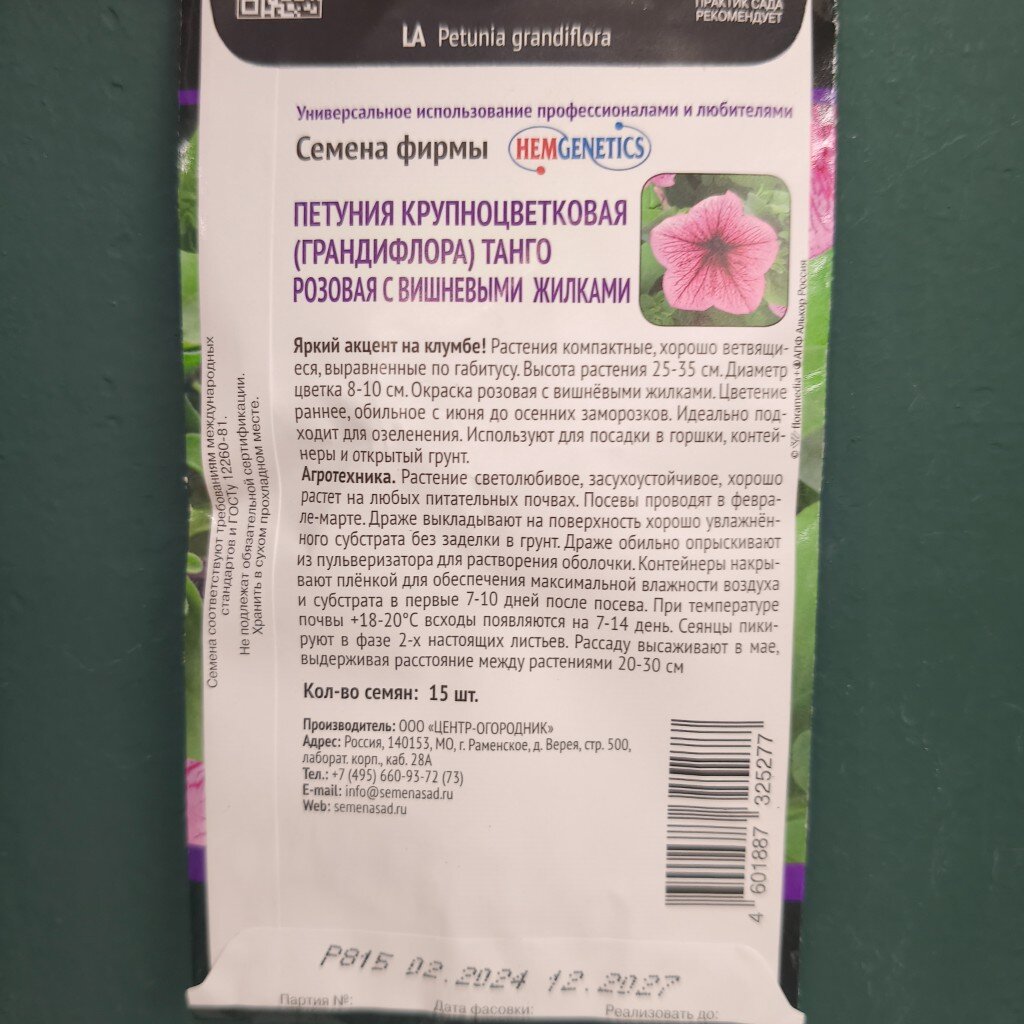 ПРАКТИК САДА
РЕКОМЕНДУЕТ
LA Petunia grandiflora
Универсальное использование профессионалами и любителями
Семена фирмы HEMGENETICS
ПЕТУНИЯ КРУПНОЦВЕТКОВАЯ
(ГРАНДИФЛОРА) ТАНГО
РОЗОВАЯ С ВИШНЕВЫМИ ЖИЛКАМИ
Яркий акцент на клумбе! Растения компактные, хорошо ветвящи-
еся, выравненные по габитусу. Высота растения 25-35 см. Диаметр
цветка 8-10 см. Окраска розовая с вишнёвыми жилками. Цветение
раннее, обильное с июня до осенних заморозков. Идеально под-
ходит для озеленения. Используют для посадки в горшки, контей-
неры и открытый грунт.
Агротехника. Растение светолюбивое, засухоустойчивое, хорошо
растет на любых питательных почвах. Посевы проводят в февра-
ле-марте. Драже выкладывают на поверхность хорошо увлажнён-
ного субстрата без заделки в грунт. Драже обильно опрыскивают
из пульверизатора для растворения оболочки. Контейнеры накры-
вают плёнкой для обеспечения максимальной влажности воздуха
и субстрата в первые 7-10 дней после посева. При температуре
почвы +18-20°С всходы появляются на 7-14 день. Сеянцы пики-
руют в фазе 2-х настоящих листьев. Рассаду высаживают в мае,
выдерживая расстояние между растениями 20-30 см
Кол-во семян: 15 шт.
Производитель: ООО «ЦЕНТР-ОГОРОДНИК»
Адрес: Россия, 140153, МО, г. Раменское, д. Верея, стр. 500,
лаборат. корп., каб. 28А
Тел.: +7 (495) 660-93-72 (73)
E-mail: info@semenasad.ru
Web: semenasad.ru
Семена соответствуют требованиям международных
стандартов и ГОСТу 12260-81.
Не подлежат обязательной сертификации.
Хранить в сухом прохладном месте.
© Floramedia I © АПФ Алькор Россия
4 601887 325277
P815 02.2024 12.2027
Партия №: Дата фасовки: Реализовать до: